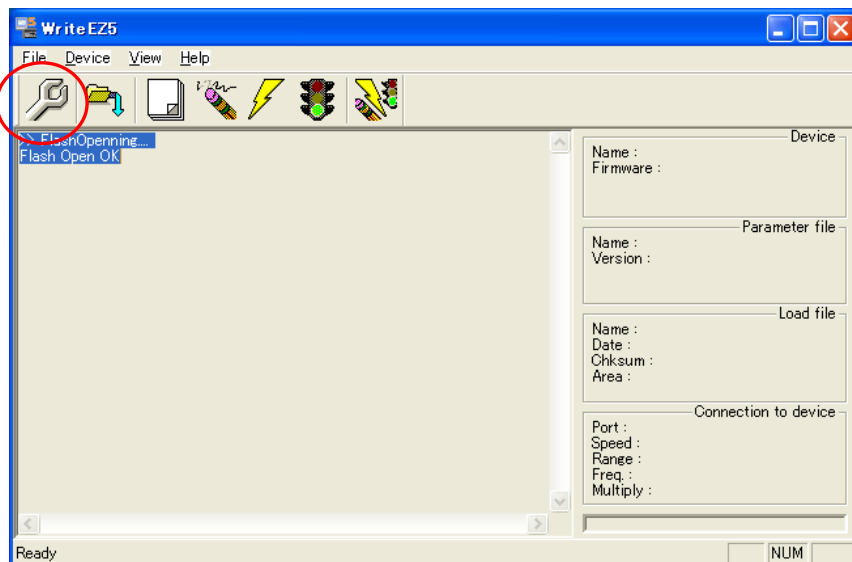 WriteEZ5
File Device View Help
>> FlashOpenning....
Flash Open OK
Device
Name :
Firmware :
Parameter file
Name :
Version :
Load file
Name :
Date :
Chksum :
Area :
Connection to device
Port :
Speed :
Range :
Freq. :
Multiply :
Ready
NUM